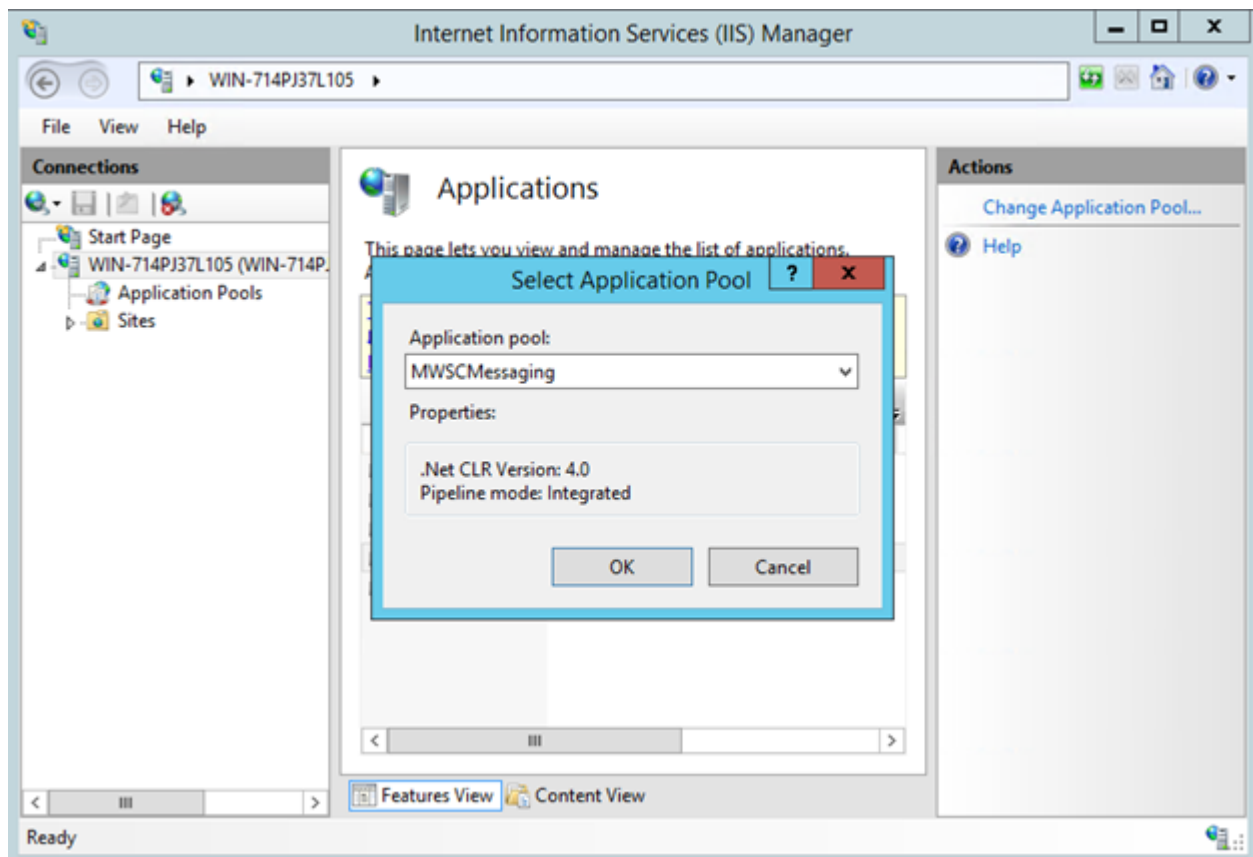 Internet Information Services (IIS) Manager
WIN-714PJ37L105
File View Help
Connections
Start Page
WIN-714PJ37L105 (WIN-714P
Application Pools
Sites
Applications
This page lets you view and manage the list of applications.
Select Application Pool ? x
Application pool:
MWSCMessaging
Properties:
.Net CLR Version: 4.0
Pipeline mode: Integrated
OK Cancel
Features View Content View
Actions
Change Application Pool...
Help
Ready